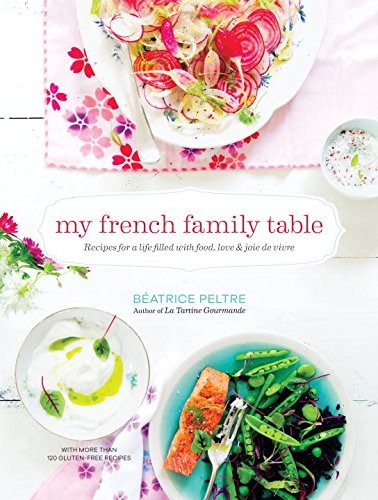 my french family table
Recipes for a life filled with food, love & joie de vivre
BÉATRICE PELTRE
Author of La Tartine Gourmande
WITH MORE THAN
120 GLUTEN-FREE RECIPES